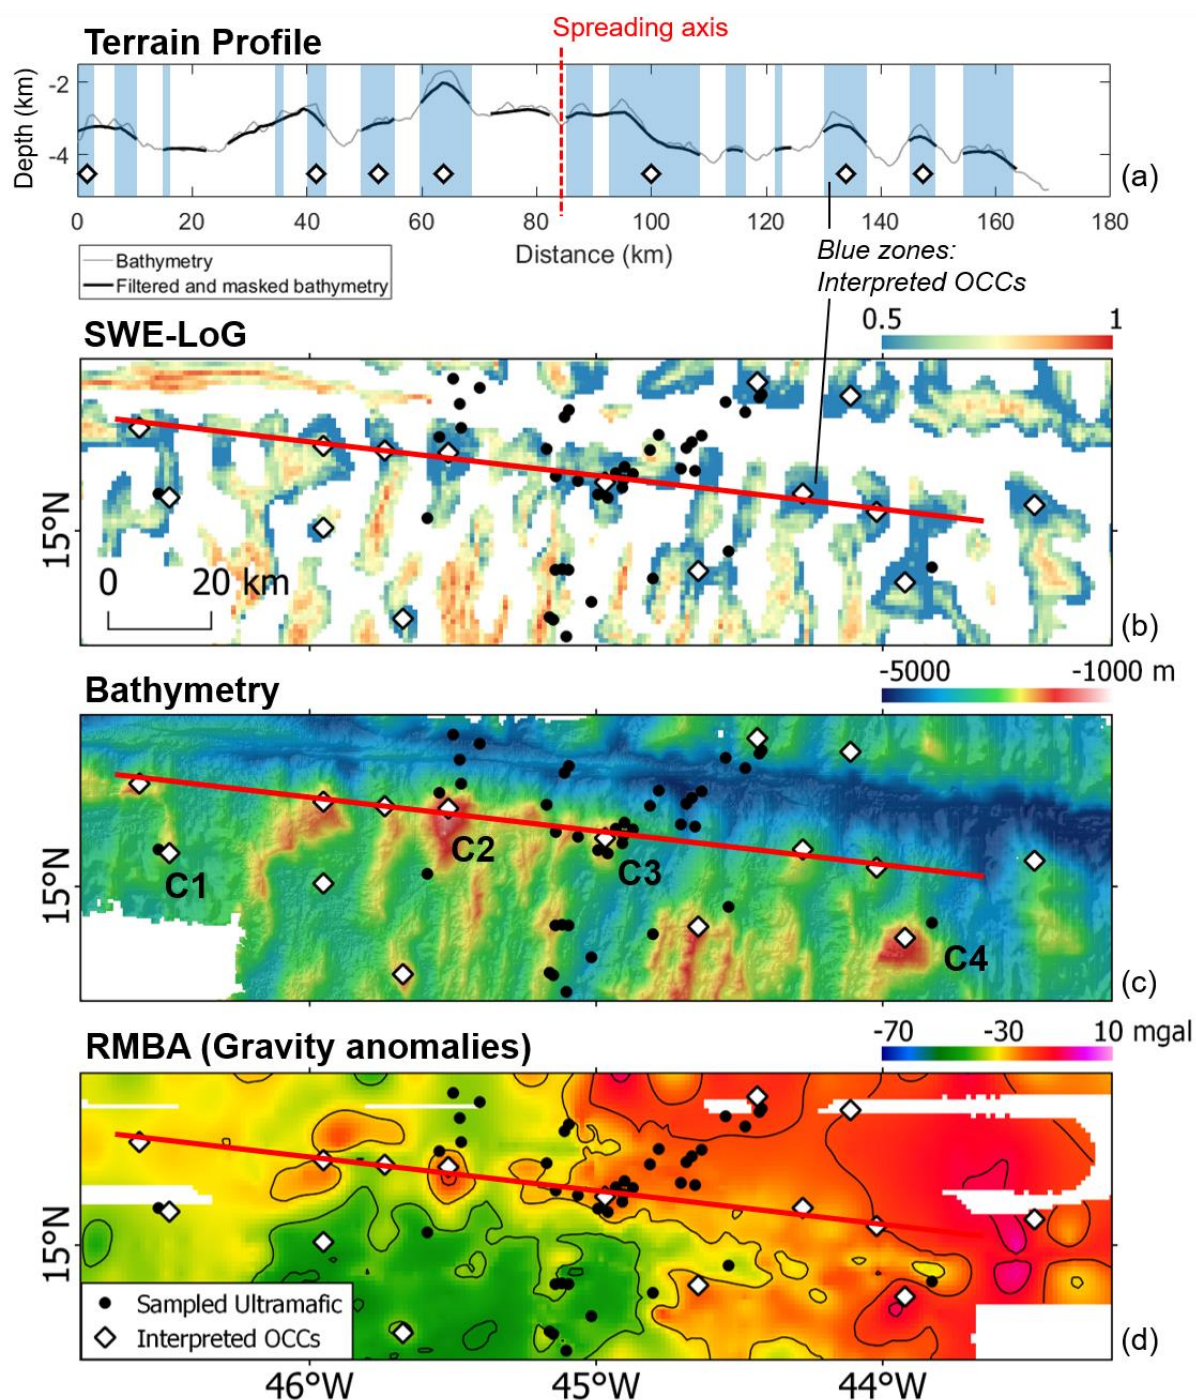 Spreading axis
Terrain Profile
Depth (km)
-2
-4
(a)
0 20 40 60 80 100 120 140 160 180
Distance (km)
Bathymetry
Filtered and masked bathymetry
Blue zones:
Interpreted OCCs
SWE-LoG
0.5 1
15°N
0 20 km
(b)
Bathymetry
-5000 -1000 m
15°N
C1
C2
C3
C4
(c)
RMBA (Gravity anomalies)
-70 -30 10 mgal
15°N
Sampled Ultramafic
Interpreted OCCs
(d)
46°W 45°W 44°W